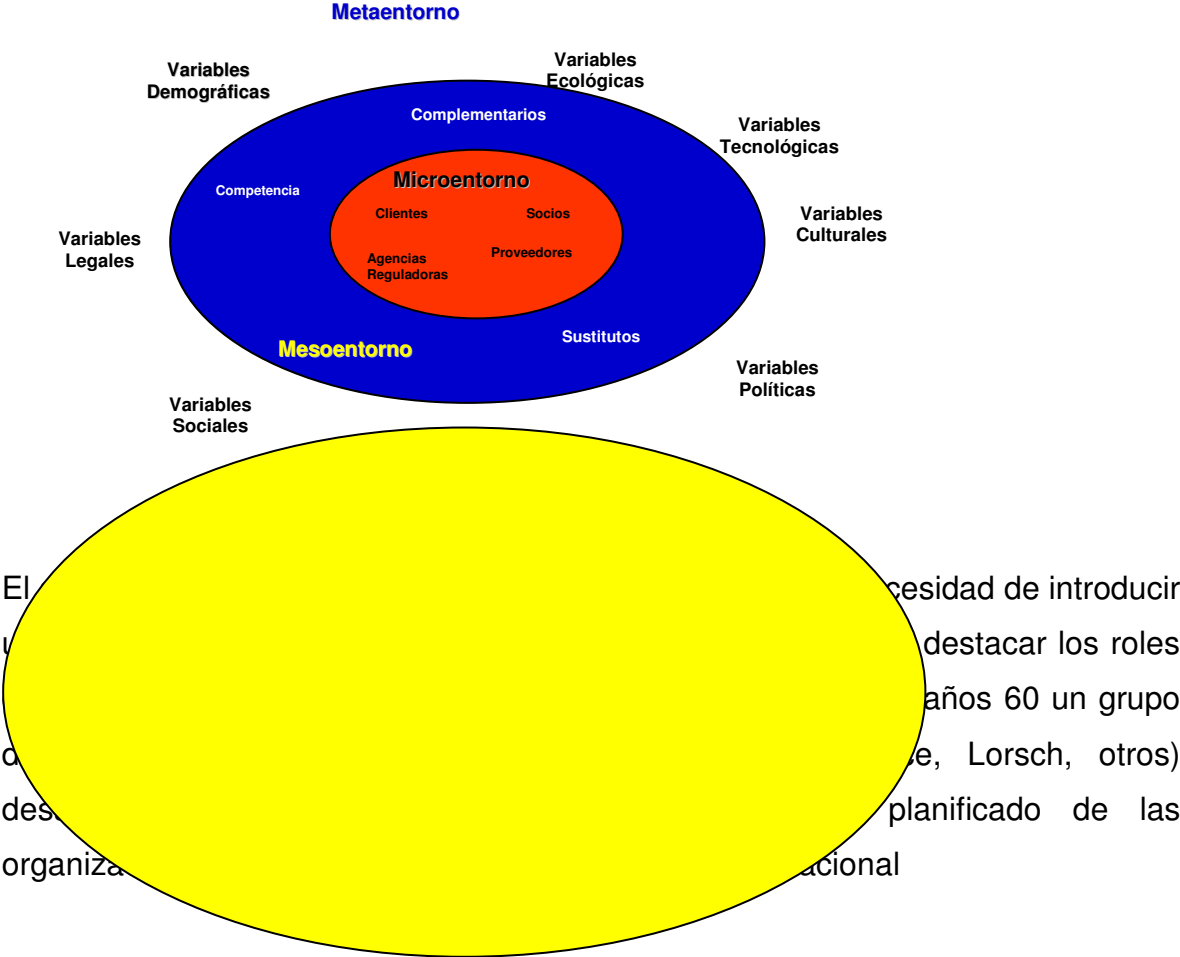 Metaentorno
Variables
Demográficas
Variables
Ecológicas
Complementarios
Variables
Tecnológicas
Microentorno
Competencia
Clientes
Socios
Variables
Culturales
Variables
Legales
Agencias
Reguladoras
Proveedores
Sustitutos
Mesoentorno
Variables
Políticas
Variables
Sociales
El cesidad de introducir
destacar los roles
años 60 un grupo
Lorsch, otros)
planificado de las